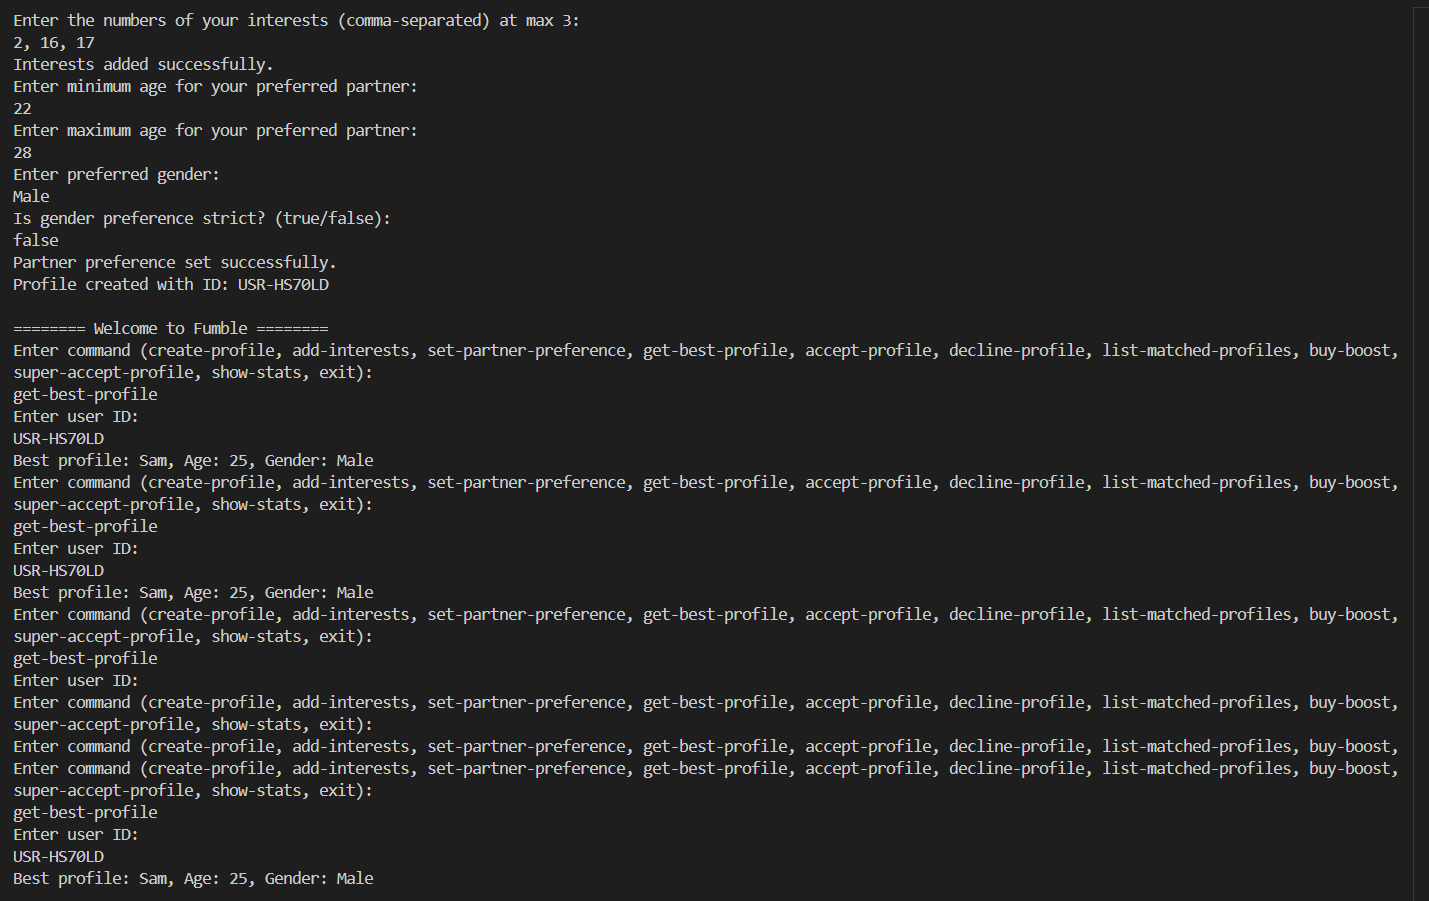 Enter the numbers of your interests (comma-separated) at max 3:
2, 16, 17
Interests added successfully.
Enter minimum age for your preferred partner:
22
Enter maximum age for your preferred partner:
28
Enter preferred gender:
Male
Is gender preference strict? (true/false):
false
Partner preference set successfully.
Profile created with ID: USR-HS70LD
======== Welcome to Fumble ========
Enter command (create-profile, add-interests, set-partner-preference, get-best-profile, accept-profile, decline-profile, list-matched-profiles, buy-boost,
super-accept-profile, show-stats, exit):
get-best-profile
Enter user ID:
USR-HS70LD
Best profile: Sam, Age: 25, Gender: Male
Enter command (create-profile, add-interests, set-partner-preference, get-best-profile, accept-profile, decline-profile, list-matched-profiles, buy-boost,
super-accept-profile, show-stats, exit):
get-best-profile
Enter user ID:
USR-HS70LD
Best profile: Sam, Age: 25, Gender: Male
Enter command (create-profile, add-interests, set-partner-preference, get-best-profile, accept-profile, decline-profile, list-matched-profiles, buy-boost,
super-accept-profile, show-stats, exit):
get-best-profile
Enter user ID:
Enter command (create-profile, add-interests, set-partner-preference, get-best-profile, accept-profile, decline-profile, list-matched-profiles, buy-boost,
super-accept-profile, show-stats, exit):
Enter command (create-profile, add-interests, set-partner-preference, get-best-profile, accept-profile, decline-profile, list-matched-profiles, buy-boost,
Enter command (create-profile, add-interests, set-partner-preference, get-best-profile, accept-profile, decline-profile, list-matched-profiles, buy-boost,
super-accept-profile, show-stats, exit):
get-best-profile
Enter user ID:
USR-HS70LD
Best profile: Sam, Age: 25, Gender: Male